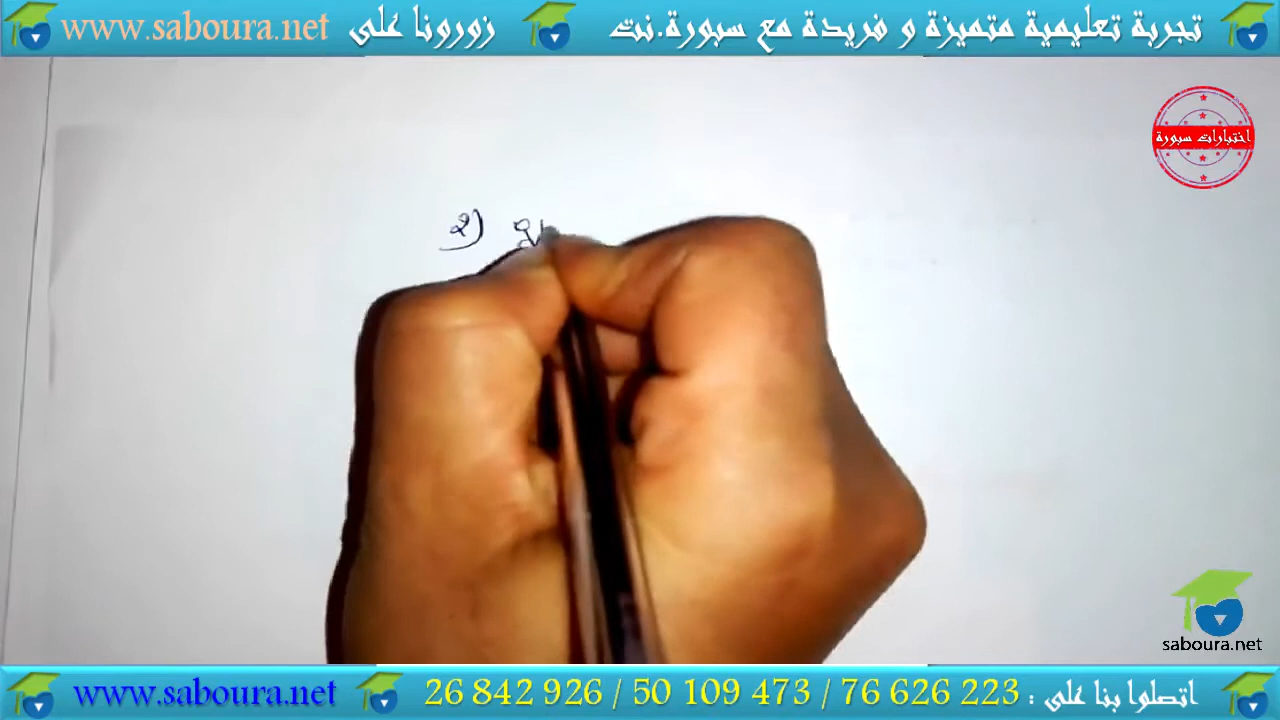 تجربة تعليمية متميزة و فريدة مع سبورة.نت زورونا على www.saboura.net
اختبارات سبورة
saboura.net
اتصلوا بنا على : 26 842 926 / 50 109 473 / 76 626 223 www.saboura.net